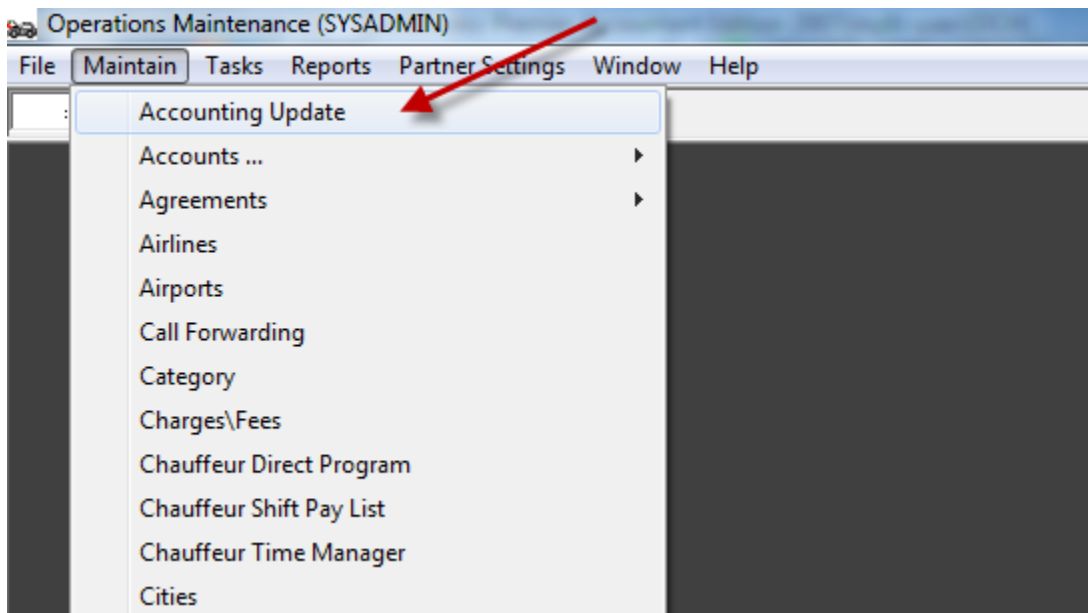 Operations Maintenance (SYSADMIN)
File Maintain Tasks Reports Partner Settings Window Help
:
Accounting Update
Accounts ...
Agreements
Airlines
Airports
Call Forwarding
Category
Charges\Fees
Chauffeur Direct Program
Chauffeur Shift Pay List
Chauffeur Time Manager
Cities